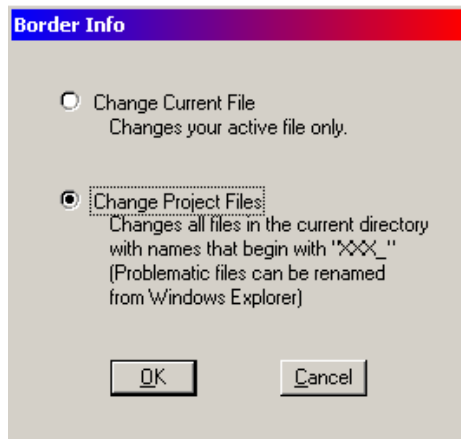 Border Info
Change Current File
Changes your active file only.
Change Project Files
Changes all files in the current directory
with names that begin with "XXX_"
(Problematic files can be renamed
from Windows Explorer)
OK
Cancel